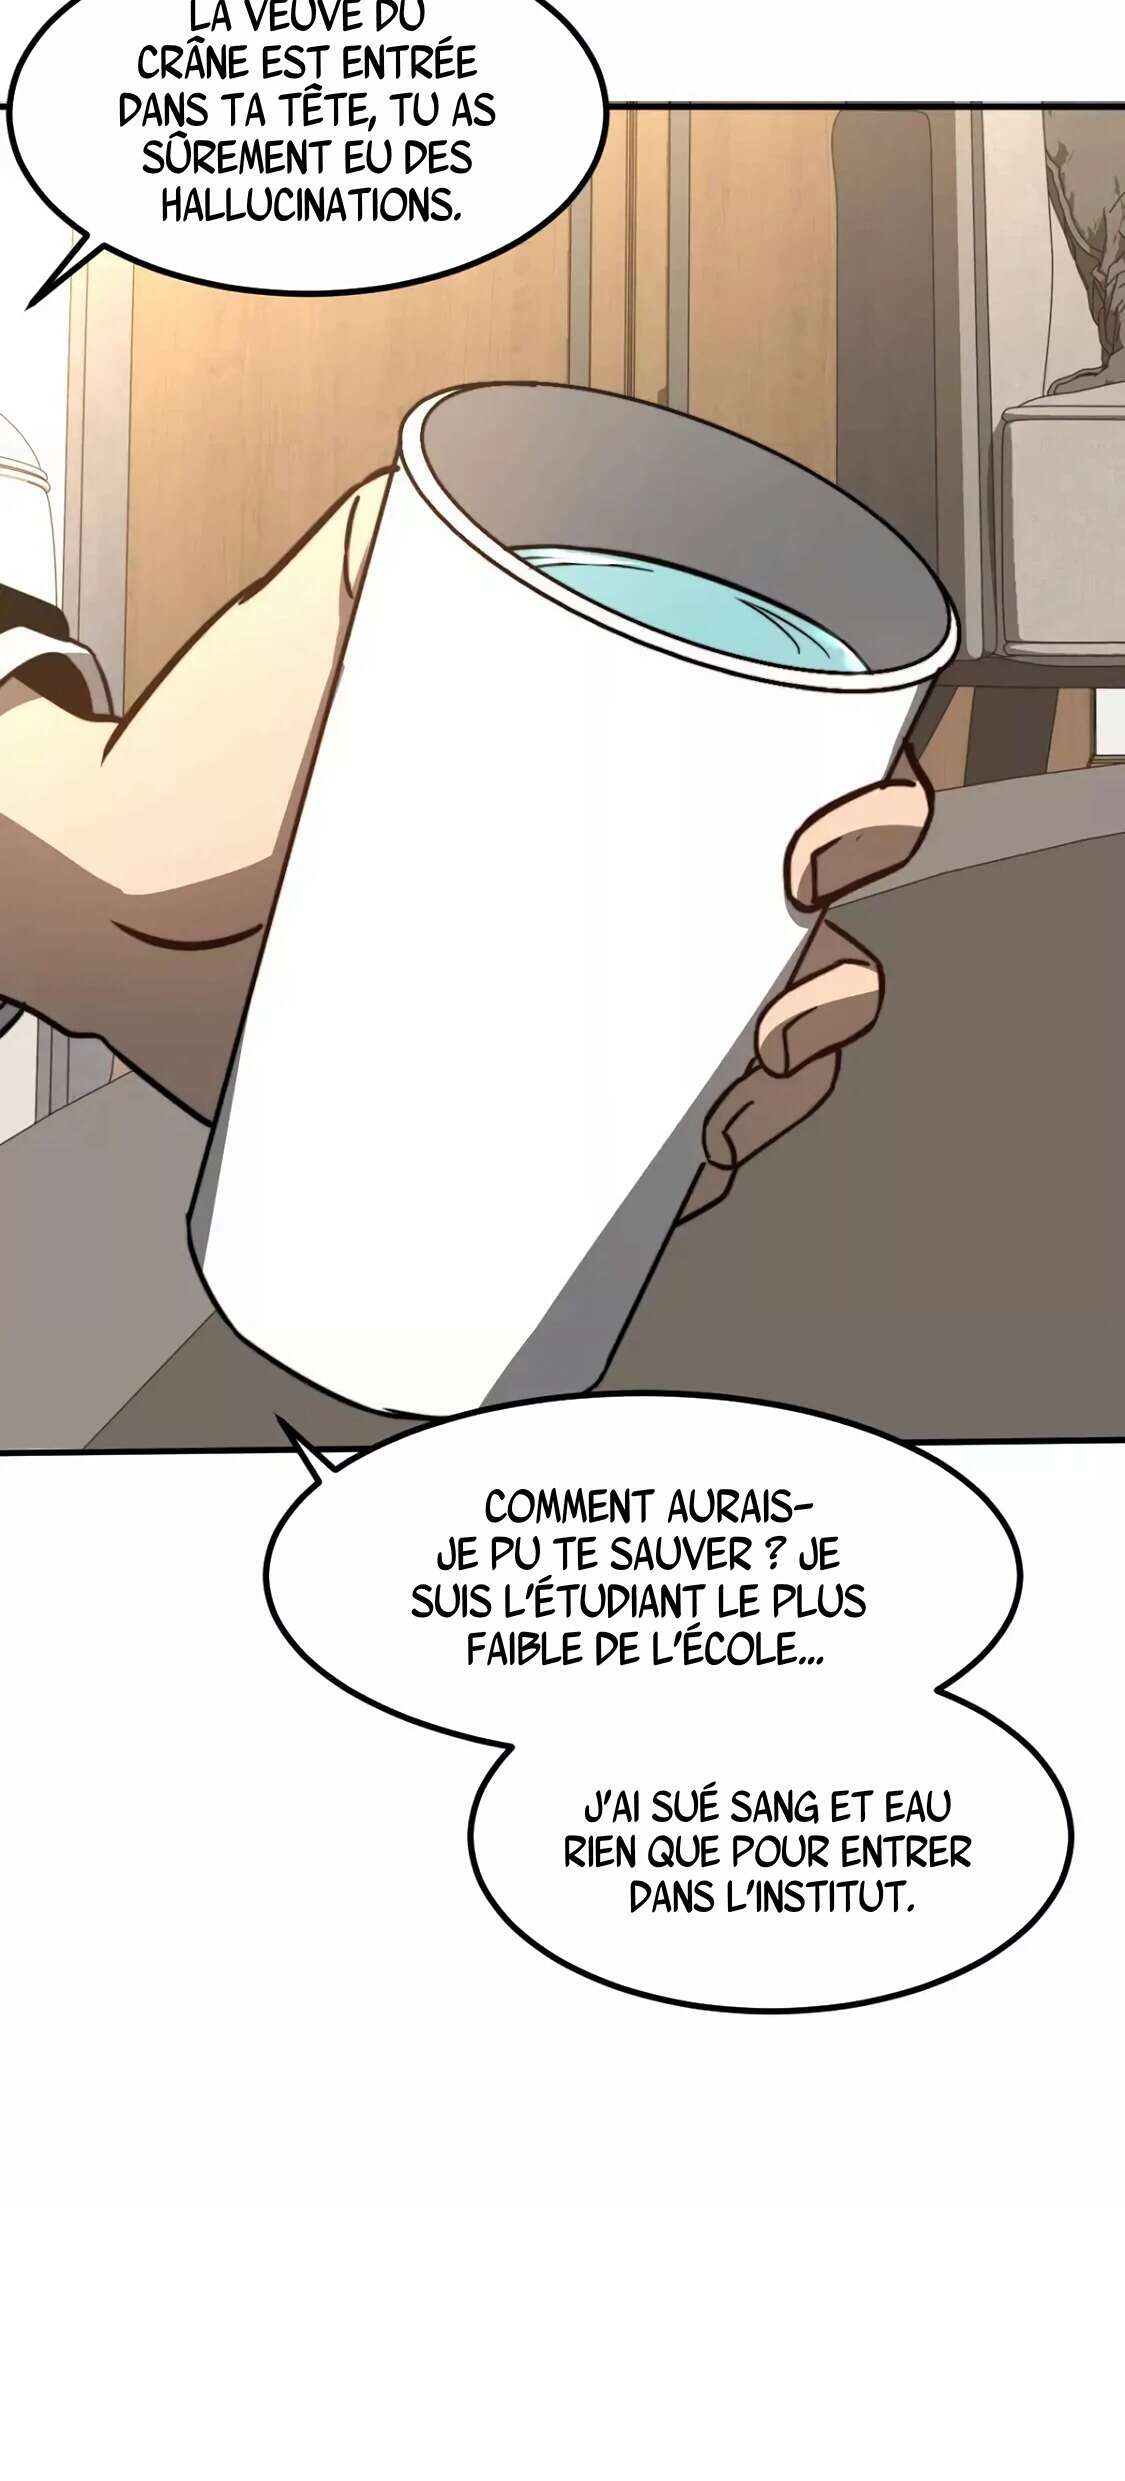 LA VEUVE DU
CRÂNE EST ENTRÉE
DANS TA TÊTE, TU AS
SÛREMENT EU DES
HALLUCINATIONS.
COMMENT AURAIS-
JE PU TE SAUVER ? JE
SUIS L'ÉTUDIANT LE PLUS
FAIBLE DE L'ÉCOLE...
J'AI SUÉ SANG ET EAU
RIEN QUE POUR ENTRER
DANS L'INSTITUT.